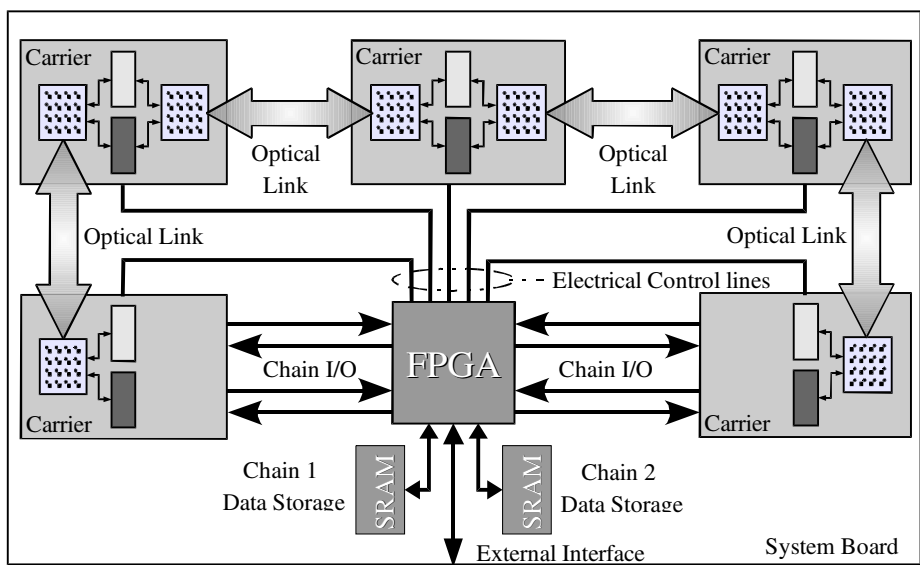 Carrier
Carrier
Carrier
Optical
Link
Optical
Link
Optical Link
Optical Link
Electrical Control lines
FPGA
Chain I/O
Chain I/O
Carrier
Carrier
Chain 1
Data Storage
SRAM
SRAM
Chain 2
Data Storage
External Interface
System Board